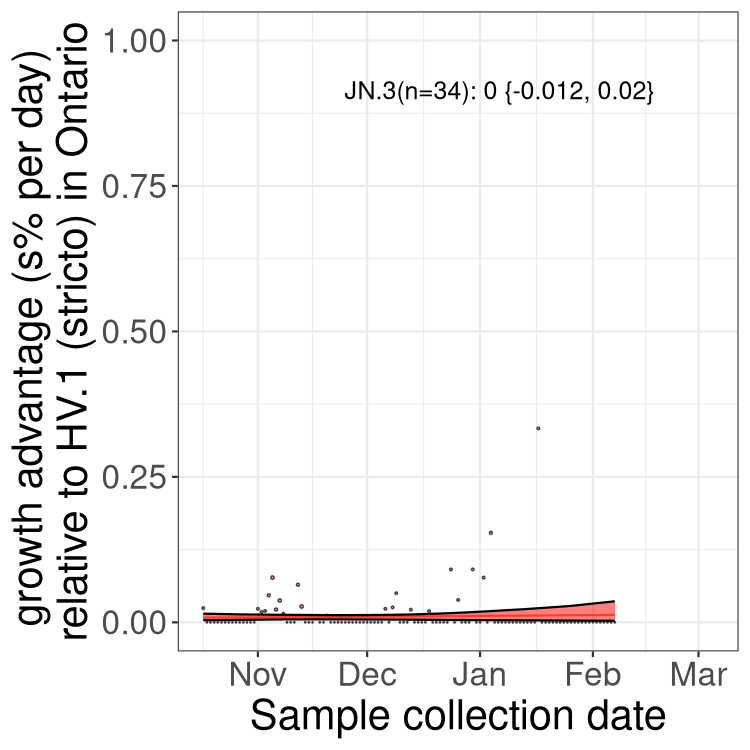 growth advantage (s% per day)
relative to HV.1 (stricto) in Ontario
1.00
0.75
0.50
0.25
0.00
JN.3(n=34): 0 {-0.012, 0.02}
Nov
Dec
Jan
Feb
Mar
Sample collection date